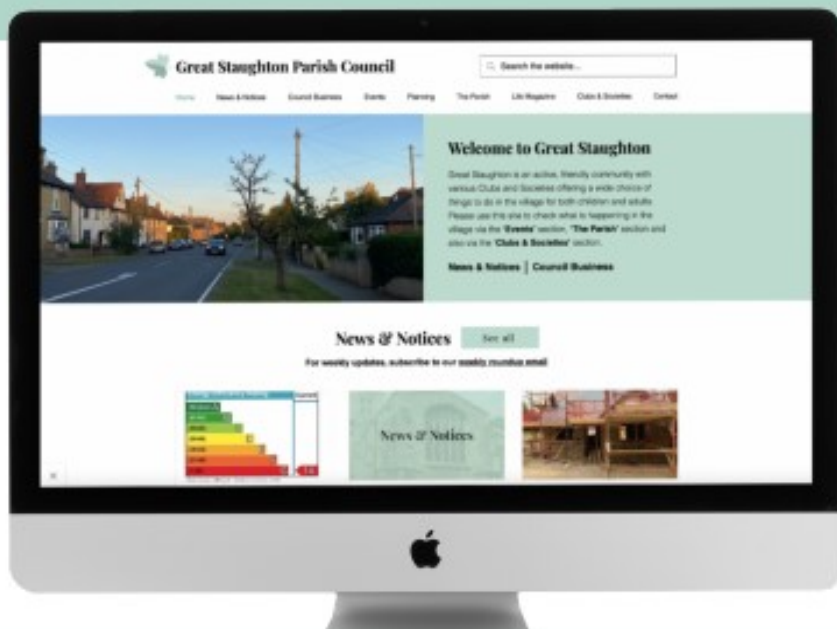 Great Staughton Parish Council
Search the website...
Home News & Notices Council Business Events Planning The Parish Life Magazine Clubs & Societies Contact
Welcome to Great Staughton
Great Staughton is an active, friendly community with
various Clubs and Societies offering a wide choice of
things to do in the village for both children and adults.
Please use this site to check what is happening in the
village via the 'Events' section, 'The Parish' section and
also via the 'Clubs & Societies' section.
News & Notices | Council Business
News & Notices See all
For weekly updates, subscribe to our weekly roundup email
News & Notices